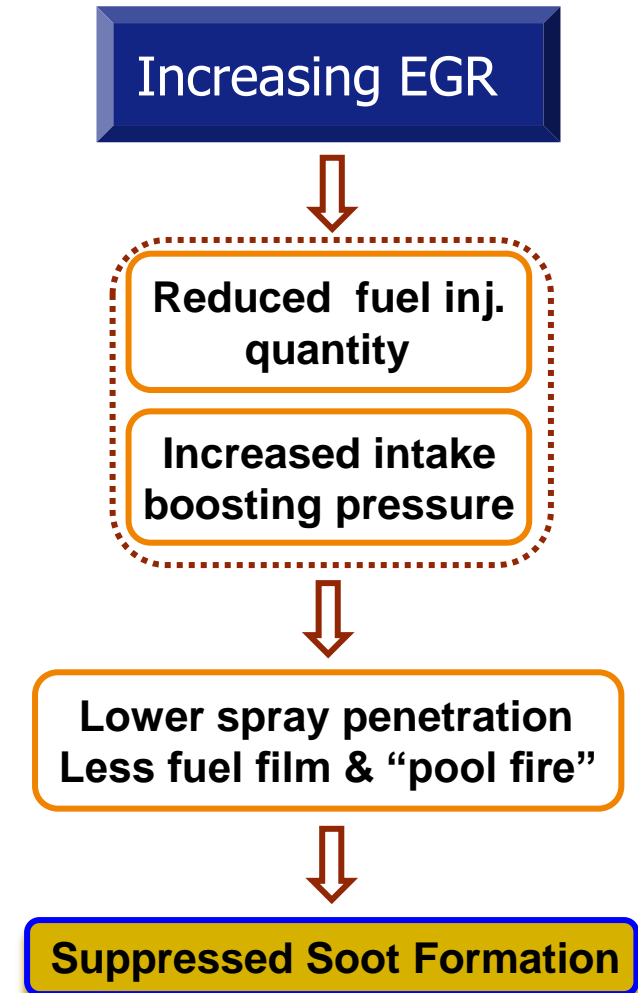 Increasing EGR
Reduced fuel inj.
quantity
Increased intake
boosting pressure
Lower spray penetration
Less fuel film & “pool fire”
Suppressed Soot Formation